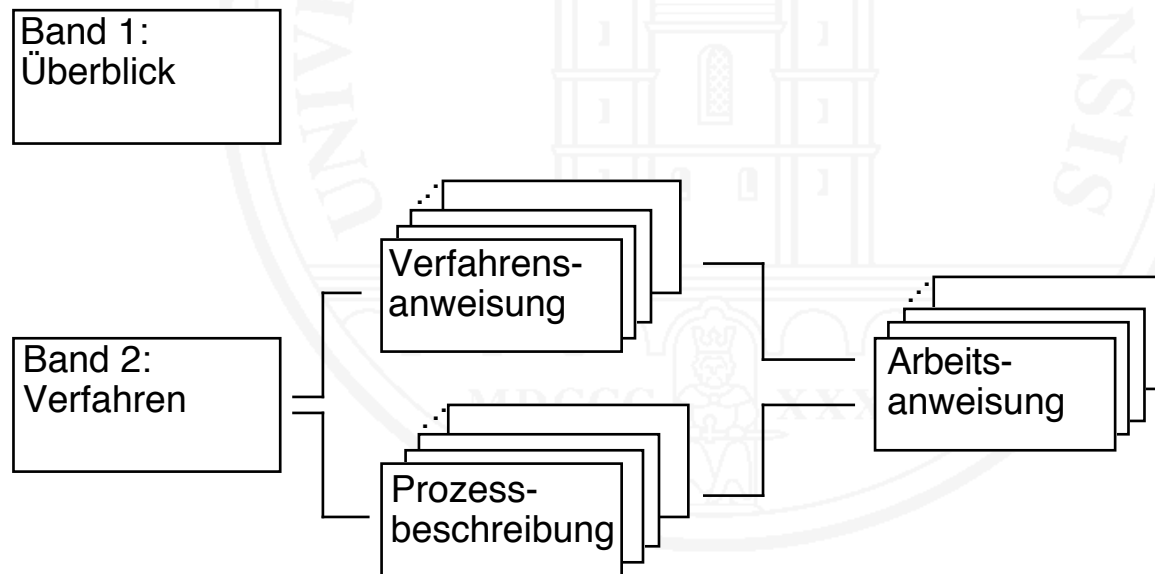 Band 1:
Überblick
Verfahrens-
anweisung
Band 2:
Verfahren
Arbeits-
anweisung
Prozess-
beschreibung